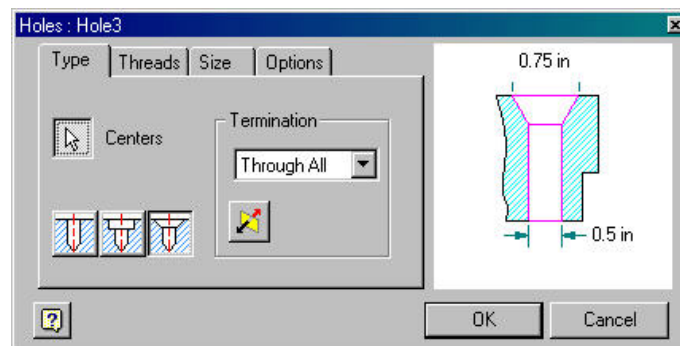 Holes : Hole3
Type Threads Size Options
0.75 in
Centers
Termination
Through All
0.5 in
OK Cancel